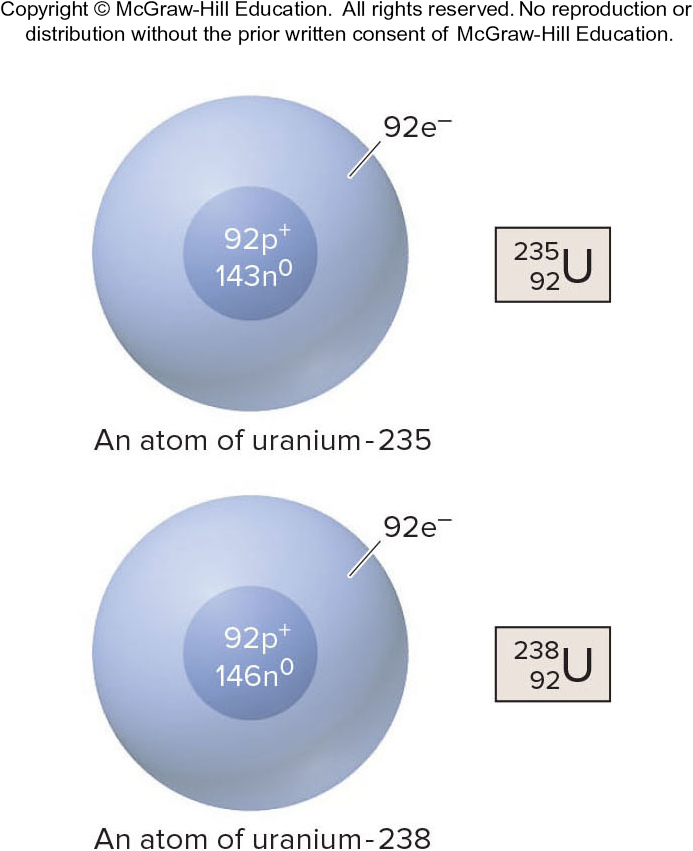 Copyright © McGraw-Hill Education. All rights reserved. No reproduction or
distribution without the prior written consent of McGraw-Hill Education.
92e⁻
92p⁺
143n⁰
²³⁵₉₂U
An atom of uranium-235
92e⁻
92p⁺
146n⁰
²³⁸₉₂U
An atom of uranium-238